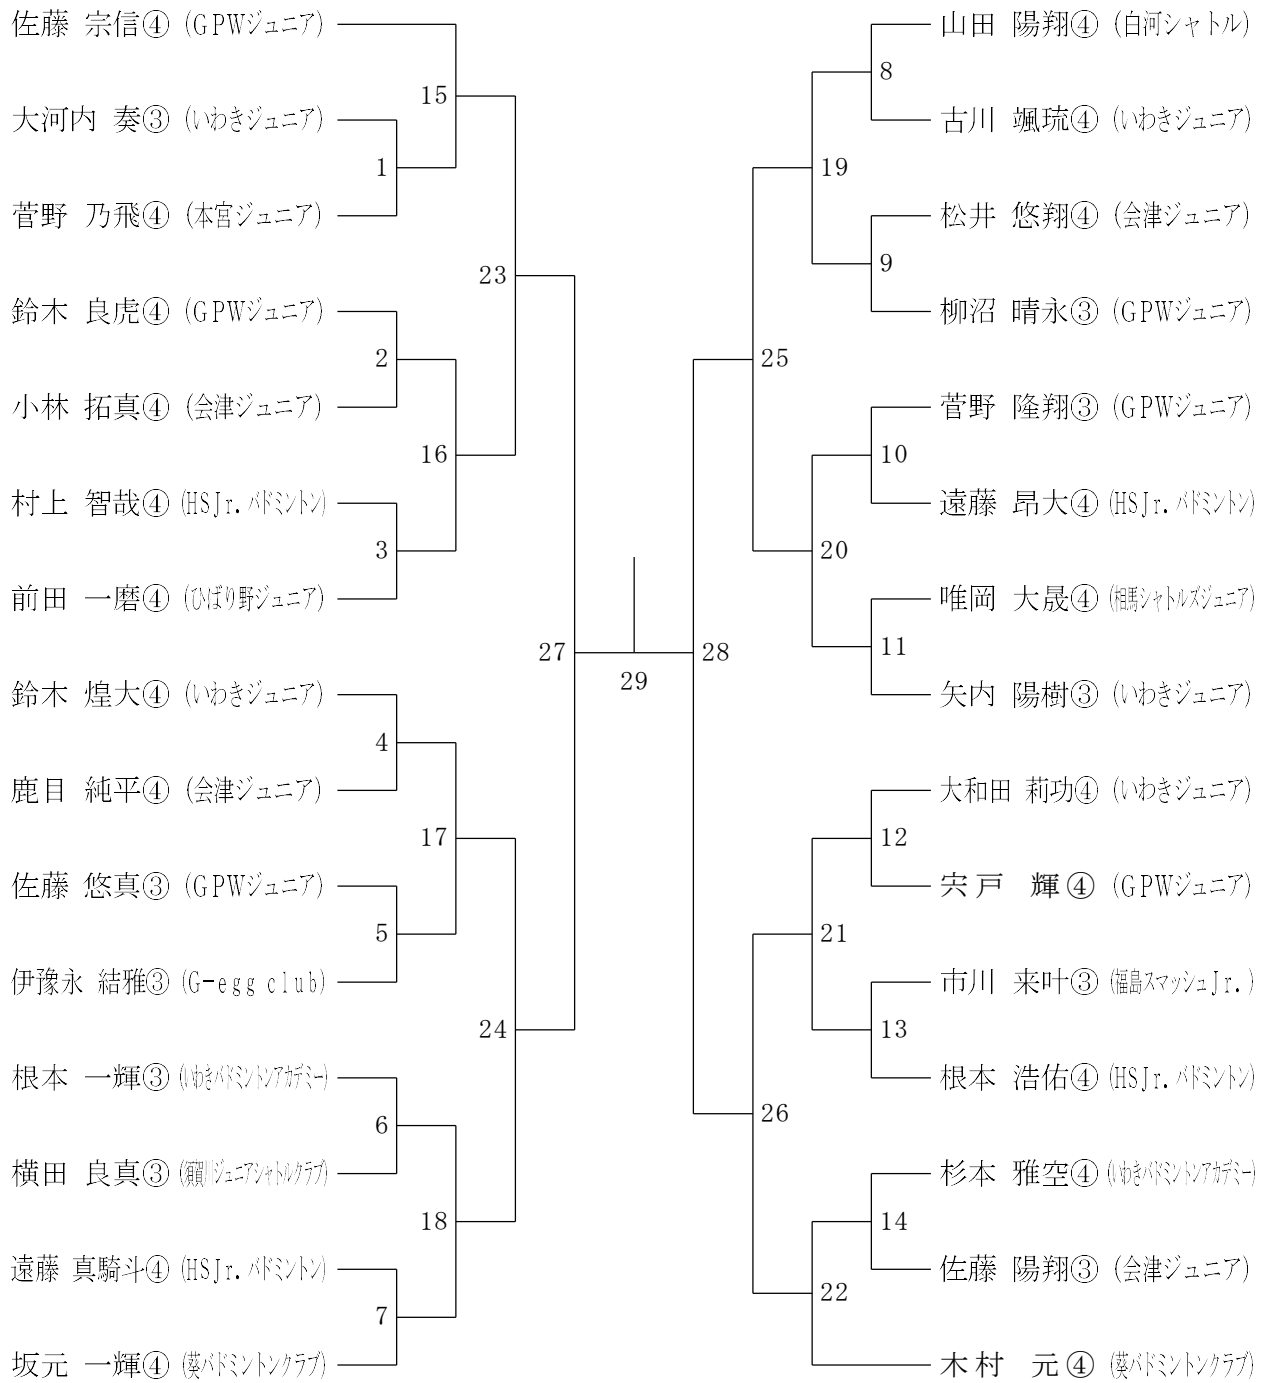 佐藤 宗信④ (GPWジュニア)
15
大河内 奏③ (いわきジュニア)
1
菅野 乃飛④ (本宮ジュニア)
23
鈴木 良虎④ (GPWジュニア)
2
小林 拓真④ (会津ジュニア)
16
村上 智哉④ (HSJr.バドミントン)
3
前田 一磨④ (ひばり野ジュニア)
27
鈴木 煌大④ (いわきジュニア)
4
鹿目 純平④ (会津ジュニア)
17
佐藤 悠真③ (GPWジュニア)
5
伊豫永 結雅③ (G-egg club)
24
根本 一輝③ (いわきバドミントンアカデミー)
6
横田 良真③ (須賀川ジュニアシャトルクラブ)
18
遠藤 真騎斗④ (HSJr.バドミントン)
7
坂元 一輝④ (葵バドミントンクラブ)
29
山田 陽翔④ (白河シャトル)
8
古川 颯琉④ (いわきジュニア)
19
松井 悠翔④ (会津ジュニア)
9
柳沼 晴永③ (GPWジュニア)
25
菅野 隆翔③ (GPWジュニア)
10
遠藤 昂大④ (HSJr.バドミントン)
20
唯岡 大晟④ (相馬シャトルズジュニア)
11
矢内 陽樹③ (いわきジュニア)
28
大和田 莉功④ (いわきジュニア)
12
宍戸 輝④ (GPWジュニア)
21
市川 来叶③ (福島スマッシュJr.)
13
根本 浩佑④ (HSJr.バドミントン)
26
杉本 雅空④ (いわきバドミントンアカデミー)
14
佐藤 陽翔③ (会津ジュニア)
22
木村 元④ (葵バドミントンクラブ)